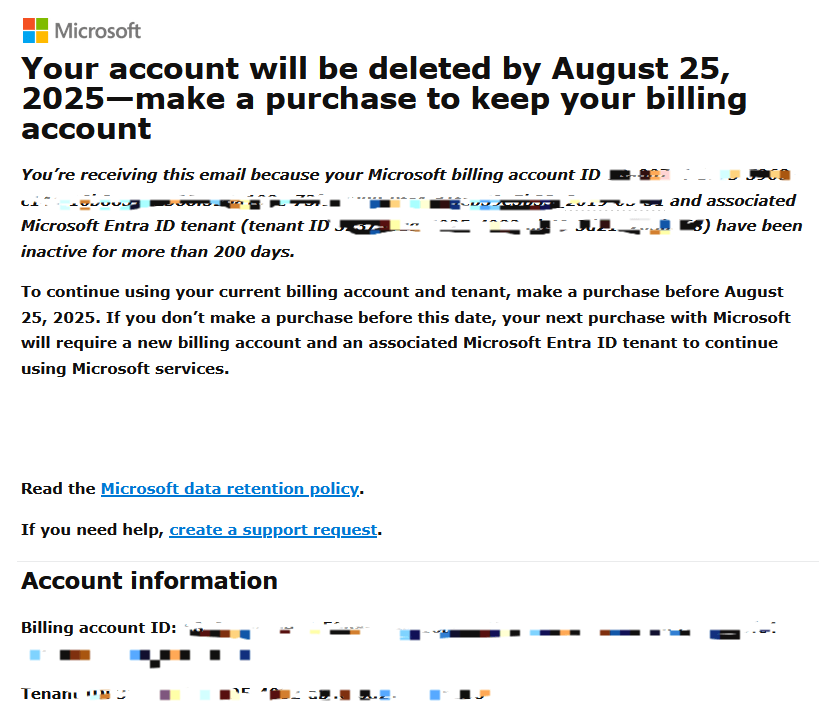 Microsoft
Your account will be deleted by August 25,
2025—make a purchase to keep your billing
account
You’re receiving this email because your Microsoft billing account ID
and associated
Microsoft Entra ID tenant (tenant ID ) have been
inactive for more than 200 days.
To continue using your current billing account and tenant, make a purchase before August
25, 2025. If you don’t make a purchase before this date, your next purchase with Microsoft
will require a new billing account and an associated Microsoft Entra ID tenant to continue
using Microsoft services.
Read the Microsoft data retention policy.
If you need help, create a support request.
Account information
Billing account ID:
Tenant ID